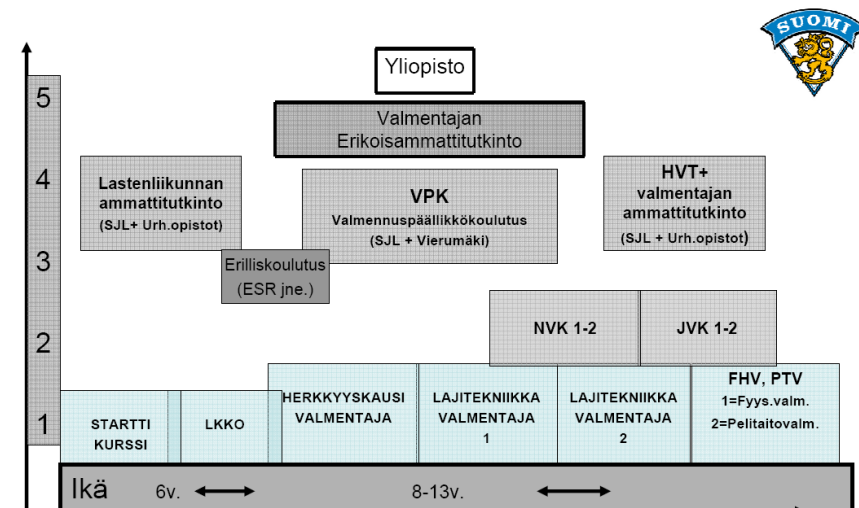 SUOMI
Yliopisto
5
Valmentajan
Erikoisammattitutkinto
4
Lastenliikunnan
ammattitutkinto
(SJL+ Urh.opistot)
VPK
Valmennuspäällikkökoulutus
(SJL + Vierumäki)
HVT+
valmentajan
ammattitutkinto
(SJL + Urh.opistot)
3
Erilliskoulutus
(ESR jne.)
2
NVK 1-2
JVK 1-2
1
STARTTI
KURSSI
LKKO
HERKKYYSKAUSI
VALMENTAJA
LAJITEKNIIKKA
VALMENTAJA
1
LAJITEKNIIKKA
VALMENTAJA
2
FHV, PTV
1=Fyys.valm.
2=Pelitaitovalm.
Ikä 6v. 8-13v.